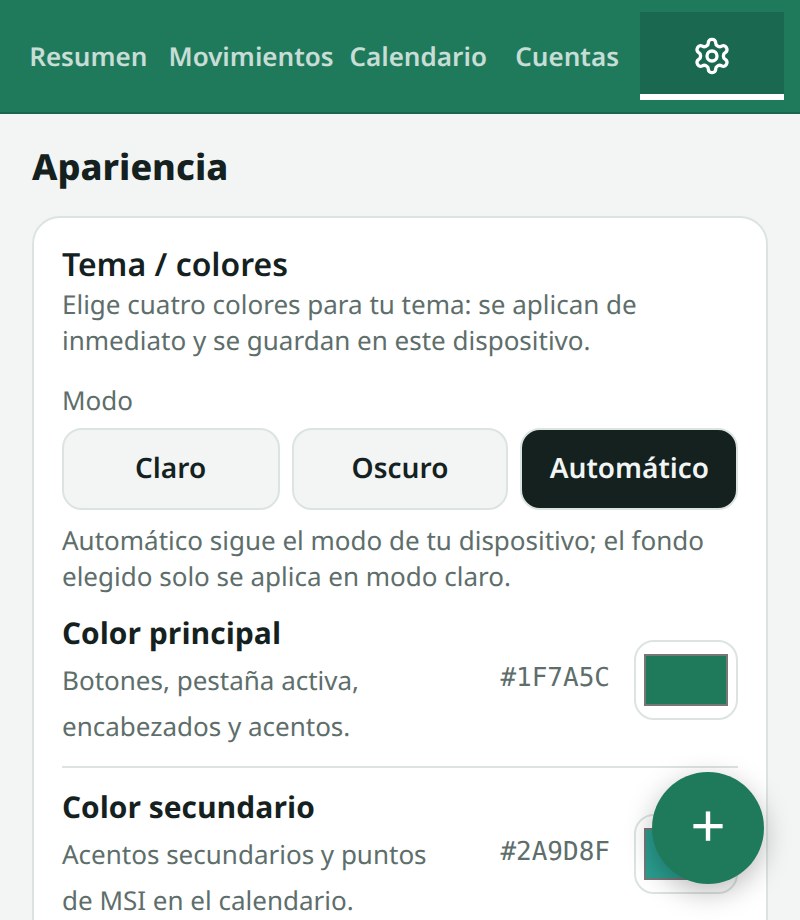 Resumen Movimientos Calendario Cuentas
Apariencia
Tema / colores
Elige cuatro colores para tu tema: se aplican de
inmediato y se guardan en este dispositivo.
Modo
Claro Oscuro Automático
Automático sigue el modo de tu dispositivo; el fondo
elegido solo se aplica en modo claro.
Color principal
Botones, pestaña activa,
encabezados y acentos.
#1F7A5C
Color secundario
Acentos secundarios y puntos
de MSI en el calendario.
#2A9D8F
+